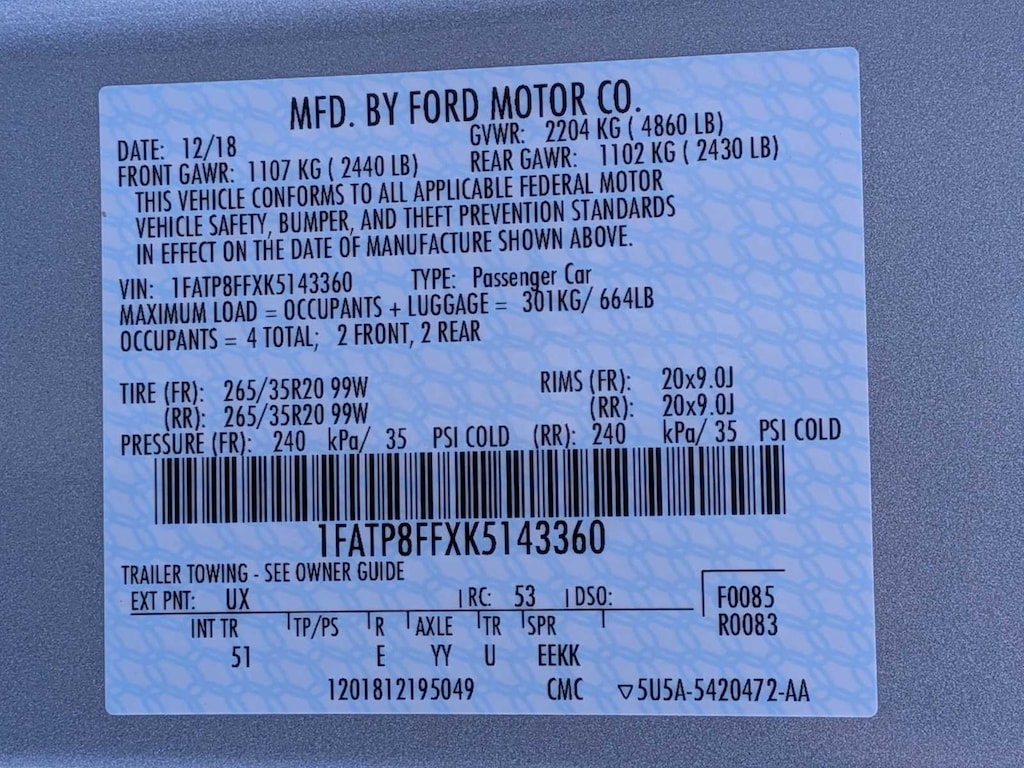 MFD. BY FORD MOTOR CO.
DATE: 12/18 GVWR: 2204 KG ( 4860 LB)
FRONT GAWR: 1107 KG ( 2440 LB) REAR GAWR: 1102 KG ( 2430 LB)
THIS VEHICLE CONFORMS TO ALL APPLICABLE FEDERAL MOTOR
VEHICLE SAFETY, BUMPER, AND THEFT PREVENTION STANDARDS
IN EFFECT ON THE DATE OF MANUFACTURE SHOWN ABOVE.
VIN: 1FATP8FFXK5143360 TYPE: Passenger Car
MAXIMUM LOAD = OCCUPANTS + LUGGAGE = 301KG/ 664LB
OCCUPANTS = 4 TOTAL; 2 FRONT, 2 REAR
TIRE (FR): 265/35R20 99W RIMS (FR): 20x9.0J
(RR): 265/35R20 99W (RR): 20x9.0J
PRESSURE (FR): 240 kPa/ 35 PSI COLD (RR): 240 kPa/ 35 PSI COLD
1FATP8FFXK5143360
TRAILER TOWING - SEE OWNER GUIDE
EXT PNT: UX RC: 53 DSO: F0085
INT TR TP/PS R AXLE TR SPR R0083
51 E YY U EEKK
1201812195049 CMC ▽5U5A-5420472-AA